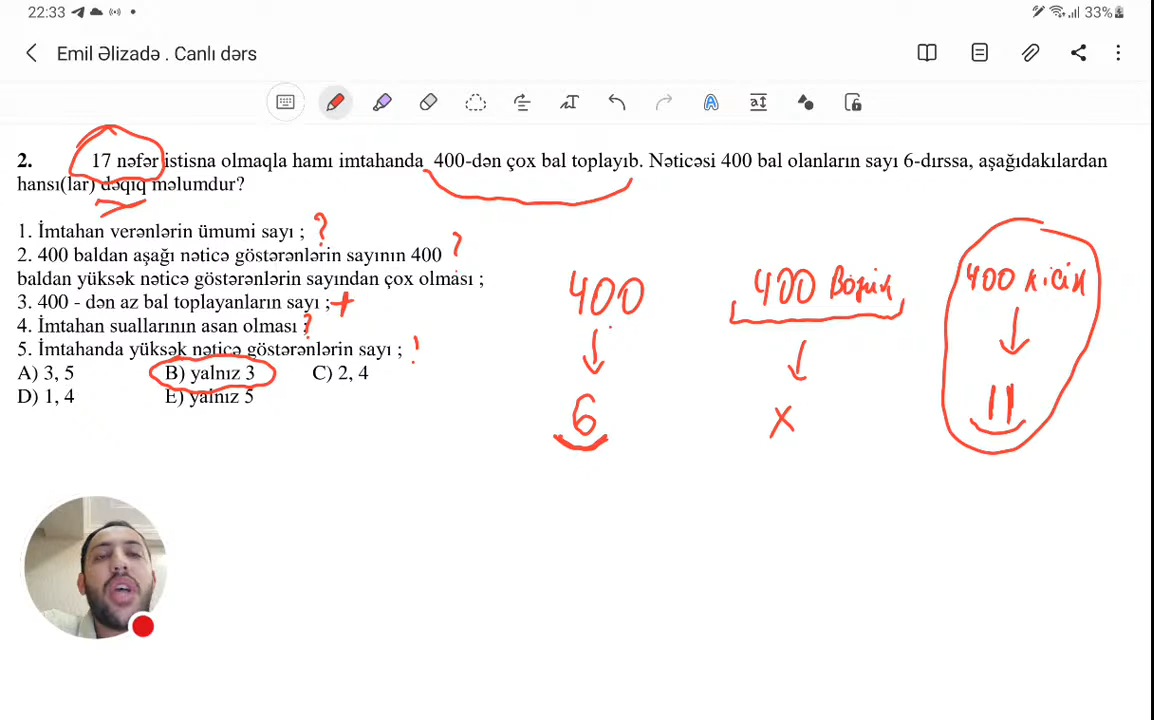 22:33
33%
Emil Əlizadə . Canlı dərs
2. 17 nəfər istisna olmaqla hamı imtahanda 400-dən çox bal toplayıb. Nəticəsi 400 bal olanların sayı 6-dırssa, aşağıdakılardan
hansı(lar) dəqiq məlumdur?
1. İmtahan verənlərin ümumi sayı ; ?
2. 400 baldan aşağı nəticə göstərənlərin sayının 400 ?
baldan yüksək nəticə göstərənlərin sayından çox olması ;
3. 400 - dən az bal toplayanların sayı ; +
4. İmtahan suallarının asan olması ; ?
5. İmtahanda yüksək nəticə göstərənlərin sayı ; !
A) 3, 5 B) yalnız 3 C) 2, 4
D) 1, 4 E) yalnız 5
400 400 Böyük 400 kiçik
6 x 11